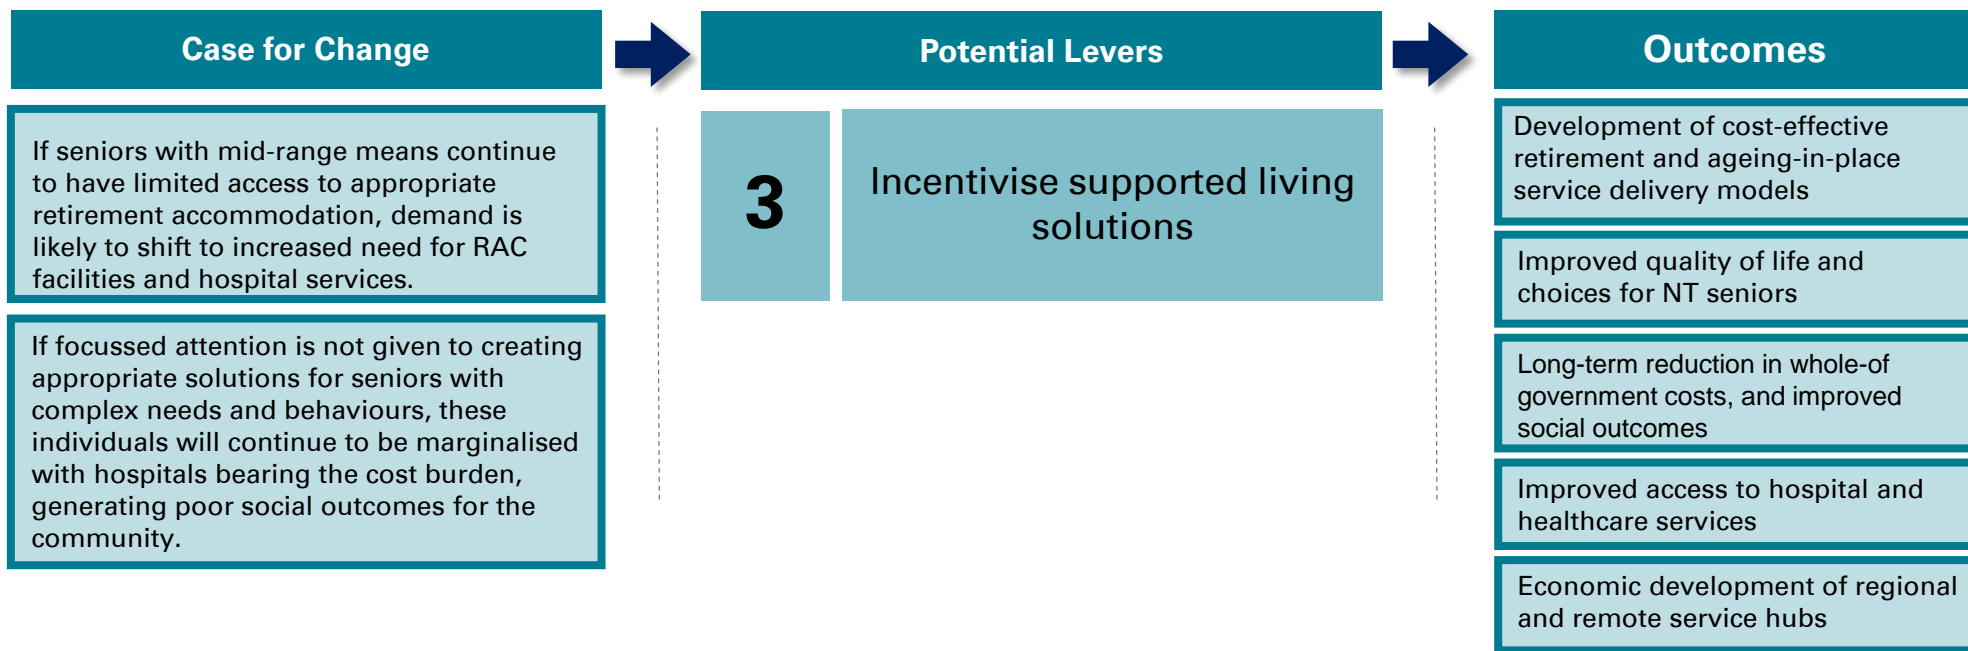 Case for Change
If seniors with mid-range means continue
to have limited access to appropriate
retirement accommodation, demand is
likely to shift to increased need for RAC
facilities and hospital services.
If focussed attention is not given to creating
appropriate solutions for seniors with
complex needs and behaviours, these
individuals will continue to be marginalised
with hospitals bearing the cost burden,
generating poor social outcomes for the
community.
Potential Levers
3
Incentivise supported living
solutions
Outcomes
Development of cost-effective
retirement and ageing-in-place
service delivery models
Improved quality of life and
choices for NT seniors
Long-term reduction in whole-of
government costs, and improved
social outcomes
Improved access to hospital and
healthcare services
Economic development of regional
and remote service hubs